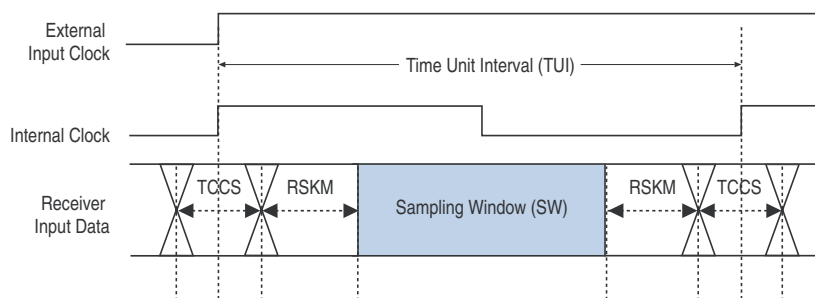 External
Input Clock
Time Unit Interval (TUI)
Internal Clock
Receiver
Input Data
TCCS
RSKM
Sampling Window (SW)
RSKM
TCCS